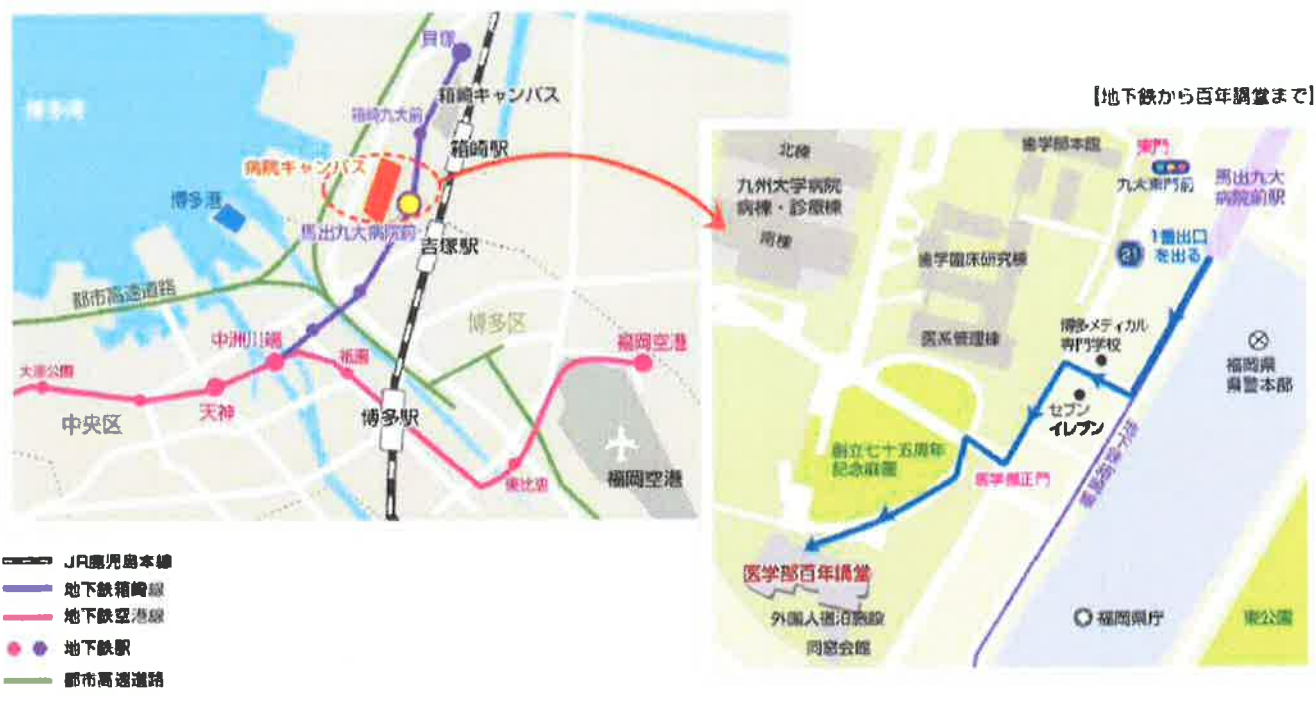 博多湾
貝塚
箱崎キャンパス
箱崎九大前
箱崎駅
病院キャンパス
博多港
馬出九大病院前
吉塚駅
都市高速道路
博多区
中洲川端
祇園
福岡空港
大濠公園
天神
中央区
博多駅
東比恵
福岡空港
JR鹿児島本線
地下鉄箱崎線
地下鉄空港線
地下鉄駅
都市高速道路
【地下鉄から百年講堂まで】
北棟
九州大学病院
病棟・診療棟
南棟
歯学部本館
東門
九大東門前
馬出九大
病院前駅
21
1番出口
を出る
歯学臨床研究棟
医系管理棟
博多メディカル
専門学校
福岡県
県警本部
セブン
イレブン
創立七十五周年
記念庭園
医学部正門
地下鉄箱崎線
医学部百年講堂
外国人宿泊施設
同窓会館
福岡県庁
東公園